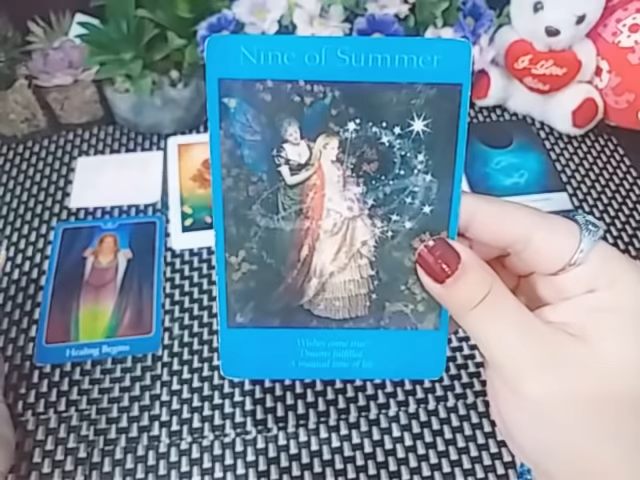 Nine of Summer
I Love
Wishes come true
Dreams fulfilled
A magical time of life
Healing Begins